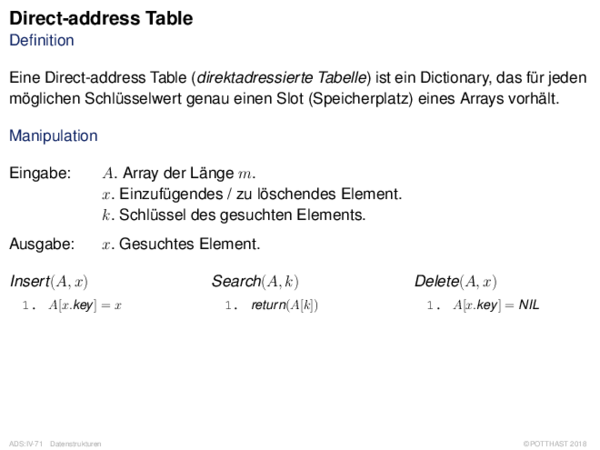 Direct-address Table
Definition
Eine Direct-address Table (direktadressierte Tabelle) ist ein Dictionary, das für jeden
möglichen Schlüsselwert genau einen Slot (Speicherplatz) eines Arrays vorhält.
Manipulation
Eingabe: A. Array der Länge m.
x. Einzufügendes / zu löschendes Element.
k. Schlüssel des gesuchten Elements.
Ausgabe: x. Gesuchtes Element.
Insert(A, x) Search(A, k) Delete(A, x)
1. A[x.key] = x 1. return(A[k]) 1. A[x.key] = NIL
ADS:IV-71 Datenstrukturen © POTTHAST 2018